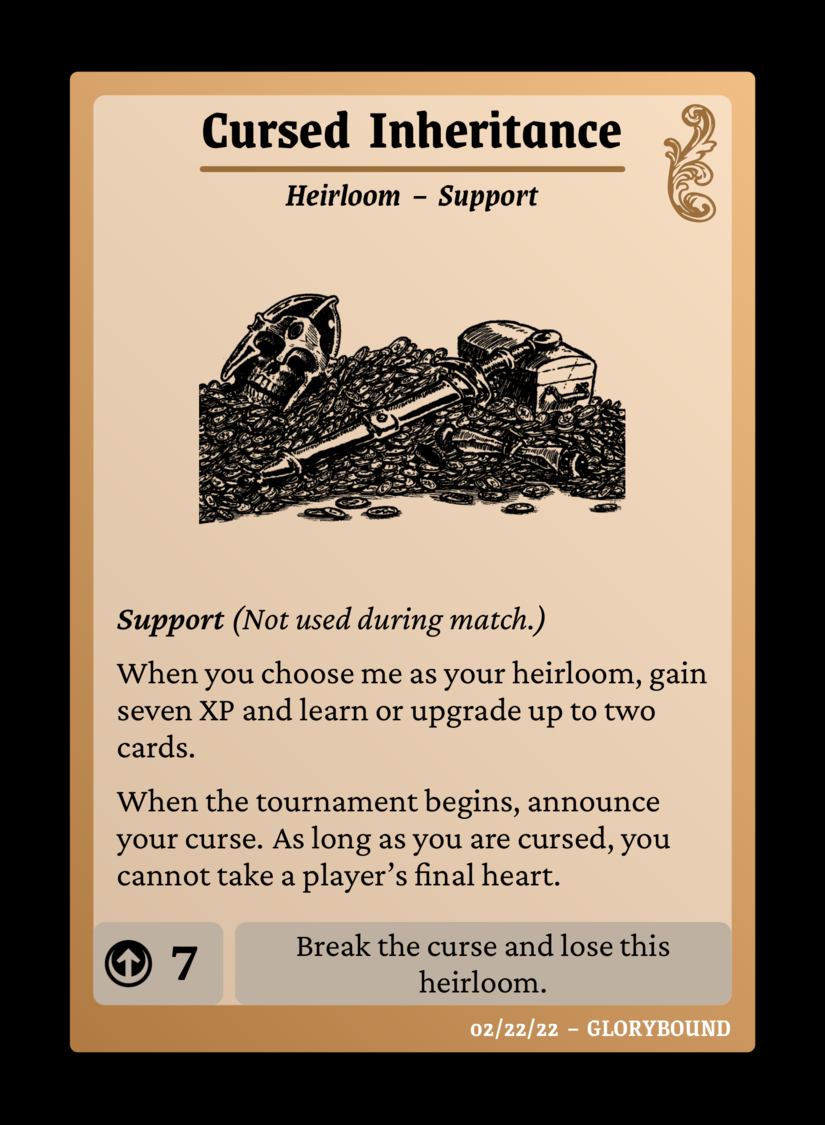 Cursed Inheritance
Heirloom – Support
Support (Not used during match.)
When you choose me as your heirloom, gain
seven XP and learn or upgrade up to two
cards.
When the tournament begins, announce
your curse. As long as you are cursed, you
cannot take a player’s final heart.
7
Break the curse and lose this
heirloom.
02/22/22 – GLORYBOUND